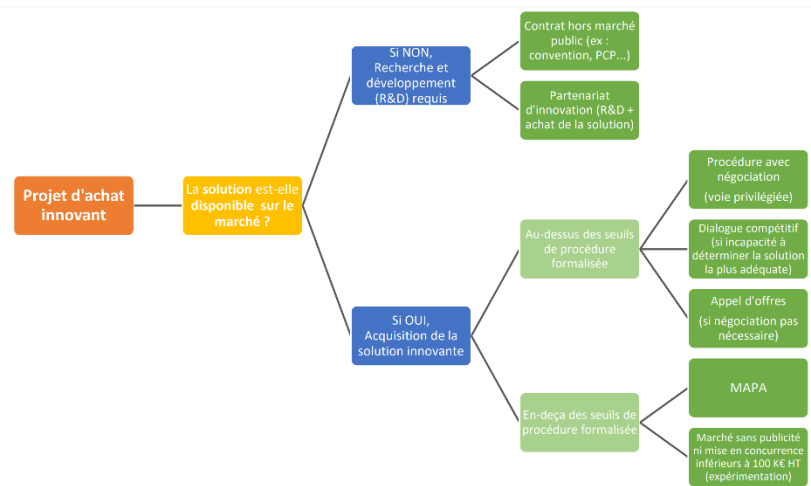 Projet d'achat
innovant
La solution est-elle
disponible sur le
marché ?
Si NON,
Recherche et
développement
(R&D) requis
Contrat hors marché
public (ex :
convention, PCP...)
Partenariat
d'innovation (R&D +
achat de la solution)
Si OUI,
Acquisition de la
solution innovante
Au-dessus des seuils
de procédure
formalisée
Procédure avec
négociation
(voie privilégiée)
Dialogue compétitif
(si incapacité à
déterminer la solution
la plus adéquate)
Appel d'offres
(si négociation pas
nécessaire)
En-deça des seuils de
procédure formalisée
MAPA
Marché sans publicité
ni mise en concurrence
inférieurs à 100 K€ HT
(expérimentation)